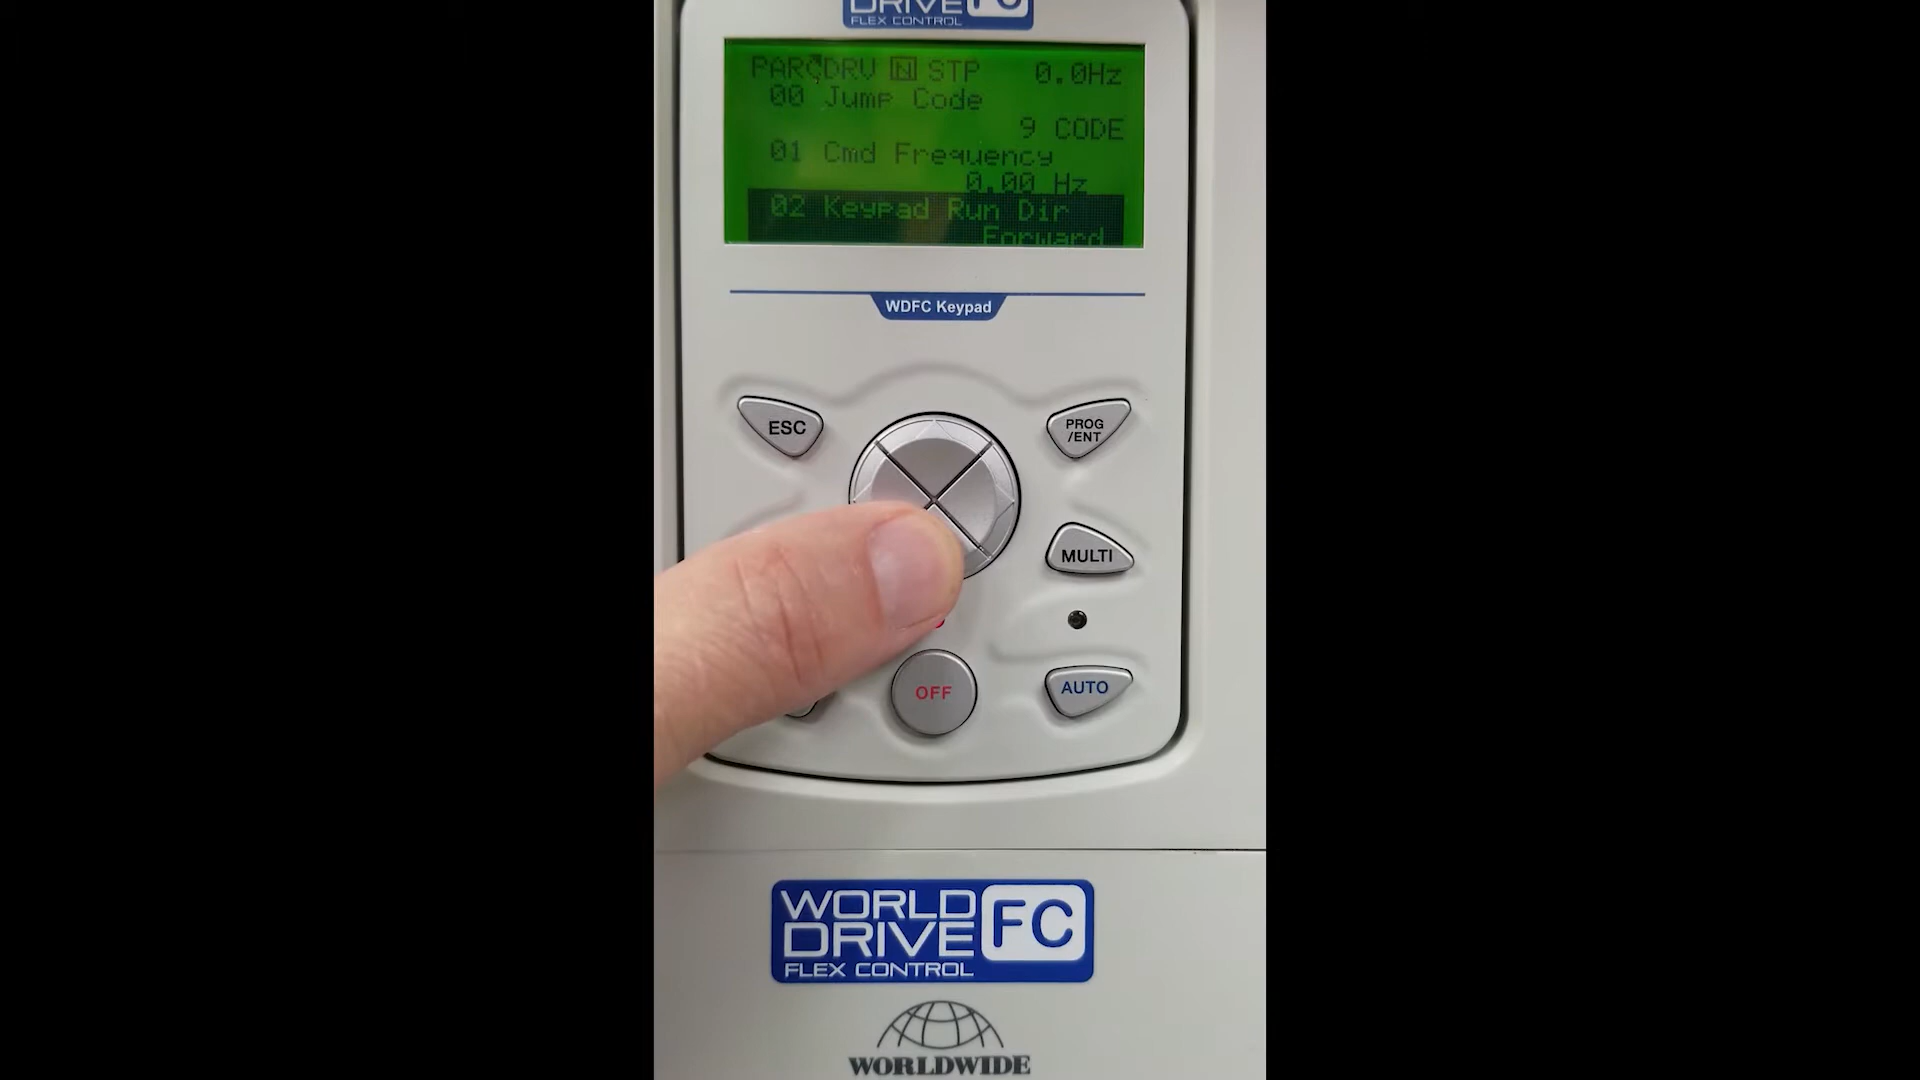 DRIVE FC
FLEX CONTROL
PAR DRV N STP 0.0Hz
00 Jump Code
9 CODE
01 Cmd Frequency
0.00 Hz
02 Keypad Run Dir
Forward
WDFC Keypad
ESC
PROG
/ENT
MULTI
OFF
AUTO
WORLD
DRIVE FC
FLEX CONTROL
WORLDWIDE